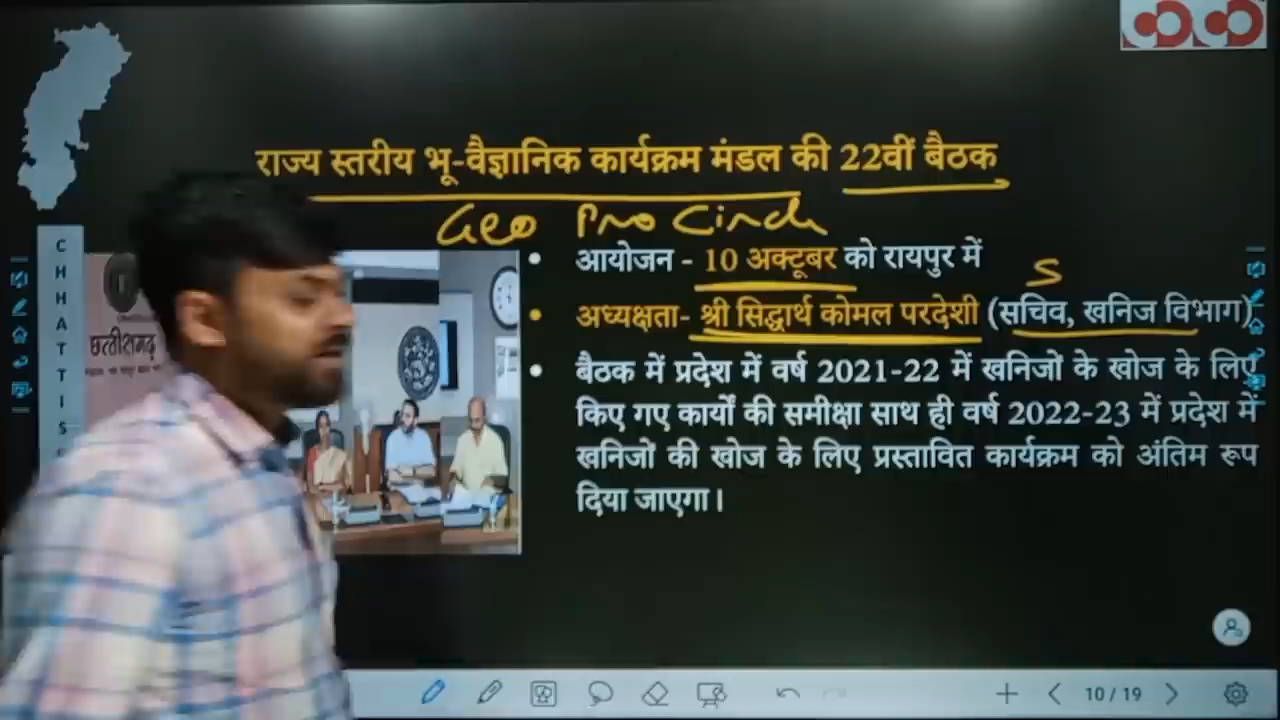 राज्य स्तरीय भू-वैज्ञानिक कार्यक्रम मंडल की 22वीं बैठक
Geo Pro
• आयोजन - 10 अक्टूबर को रायपुर में
S
• अध्यक्षता- श्री सिद्धार्थ कोमल परदेशी (सचिव, खनिज विभाग)
• बैठक में प्रदेश में वर्ष 2021-22 में खनिजों के खोज के लिए
किए गए कार्यों की समीक्षा साथ ही वर्ष 2022-23 में प्रदेश में
खनिजों की खोज के लिए प्रस्तावित कार्यक्रम को अंतिम रूप
दिया जाएगा।
C
H
H
A
T
T
I
S
छत्तीसगढ़
10 / 19